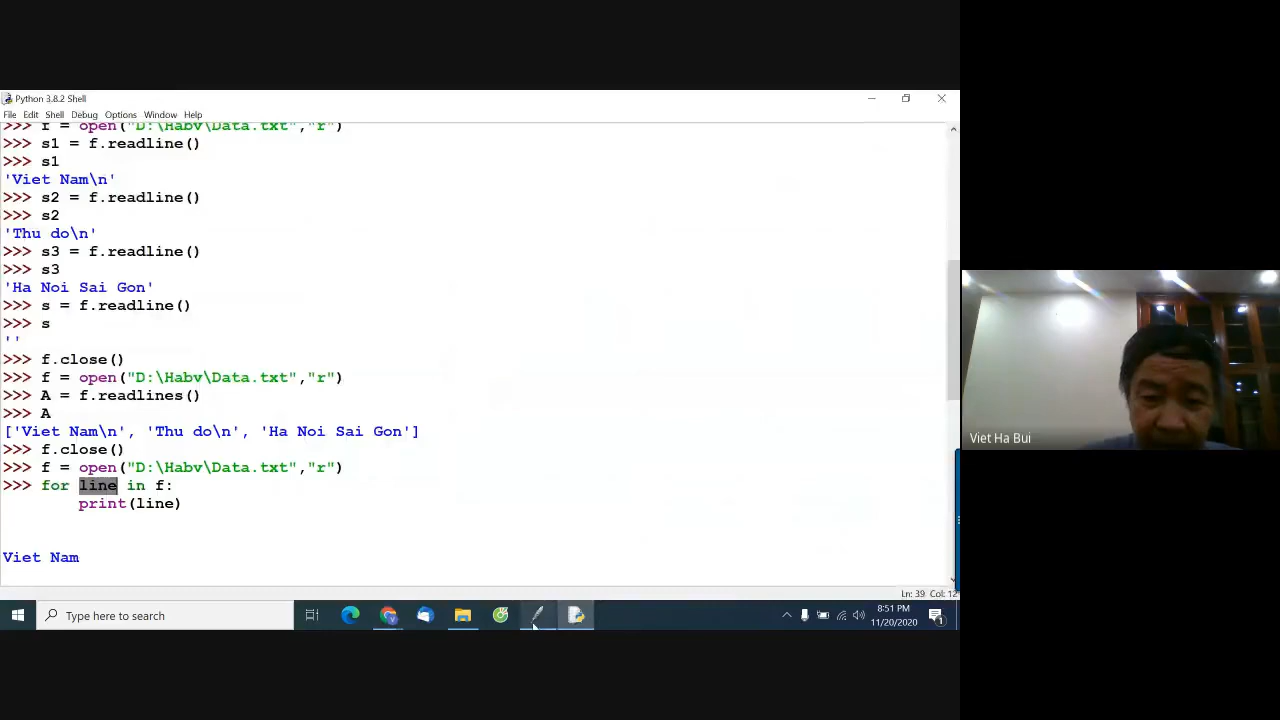 Python 3.8.2 Shell
File Edit Shell Debug Options Window Help
>>> f = open("D:\Habv\Data.txt","r")
>>> s1 = f.readline()
>>> s1
'Viet Nam\n'
>>> s2 = f.readline()
>>> s2
'Thu do\n'
>>> s3 = f.readline()
>>> s3
'Ha Noi Sai Gon'
>>> s = f.readline()
>>> s
''
>>> f.close()
>>> f = open("D:\Habv\Data.txt","r")
>>> A = f.readlines()
>>> A
['Viet Nam\n', 'Thu do\n', 'Ha Noi Sai Gon']
>>> f.close()
>>> f = open("D:\Habv\Data.txt","r")
>>> for line in f:
print(line)
Viet Nam
Viet Ha Bui
Ln: 39 Col: 12
Type here to search
8:51 PM
11/20/2020
1